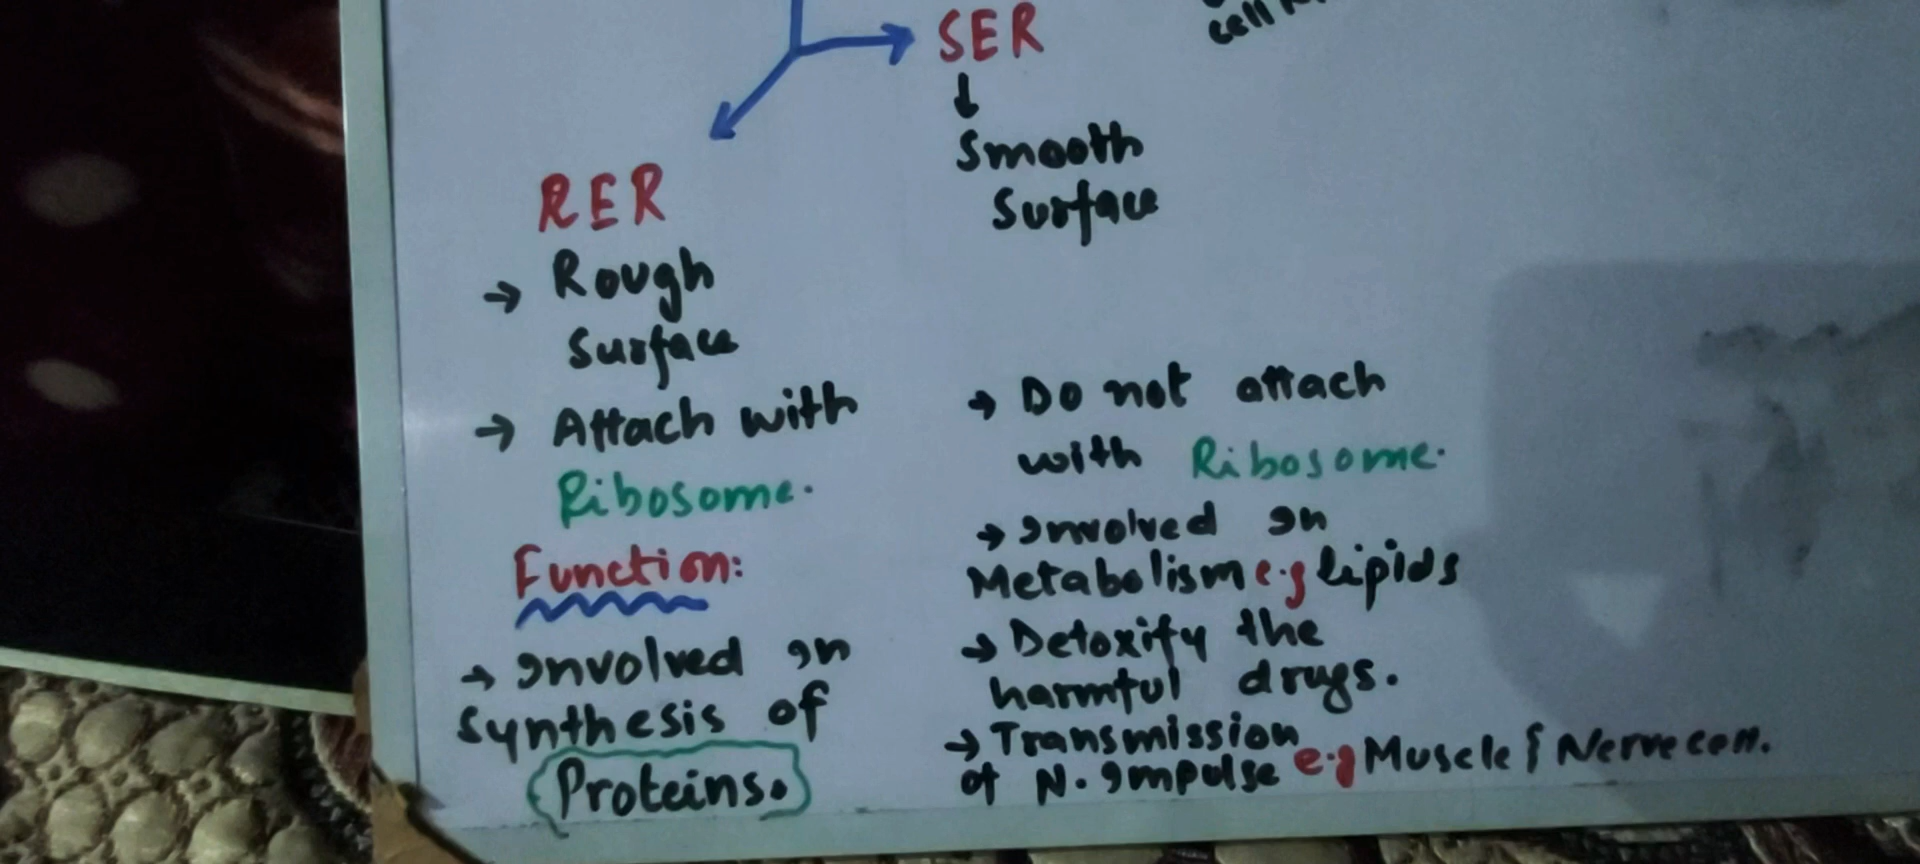 SER
cell
Smooth
Surface
RER
→ Rough
Surface
→ Attach with
Ribosome.
Function:
→ Involved In
Synthesis of
Proteins.
→ Do not attach
with Ribosome.
→ Involved In
Metabolism e.g lipids
→ Detoxify the
harmful drugs.
→ Transmission
of N. Impulse e.g Muscle & Nerve cell.